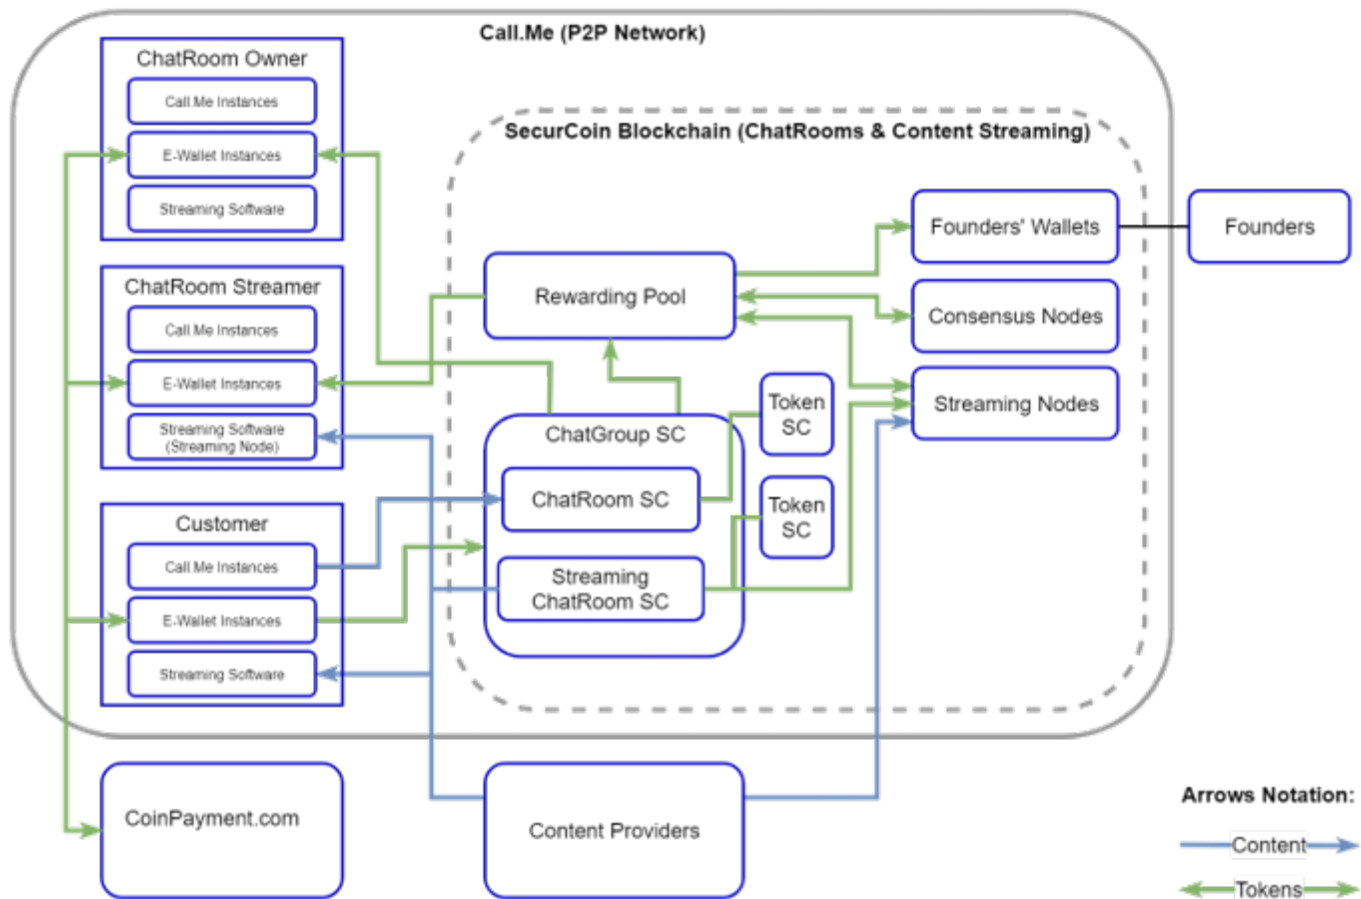 Call.Me (P2P Network)
ChatRoom Owner
Call.Me Instances
E-Wallet Instances
Streaming Software
ChatRoom Streamer
Call.Me Instances
E-Wallet Instances
Streaming Software
(Streaming Node)
Customer
Call.Me Instances
E-Wallet Instances
Streaming Software
SecurCoin Blockchain (ChatRooms & Content Streaming)
Rewarding Pool
ChatGroup SC
ChatRoom SC
Streaming
ChatRoom SC
Token
SC
Token
SC
Founders' Wallets
Consensus Nodes
Streaming Nodes
Founders
CoinPayment.com
Content Providers
Arrows Notation:
Content
Tokens